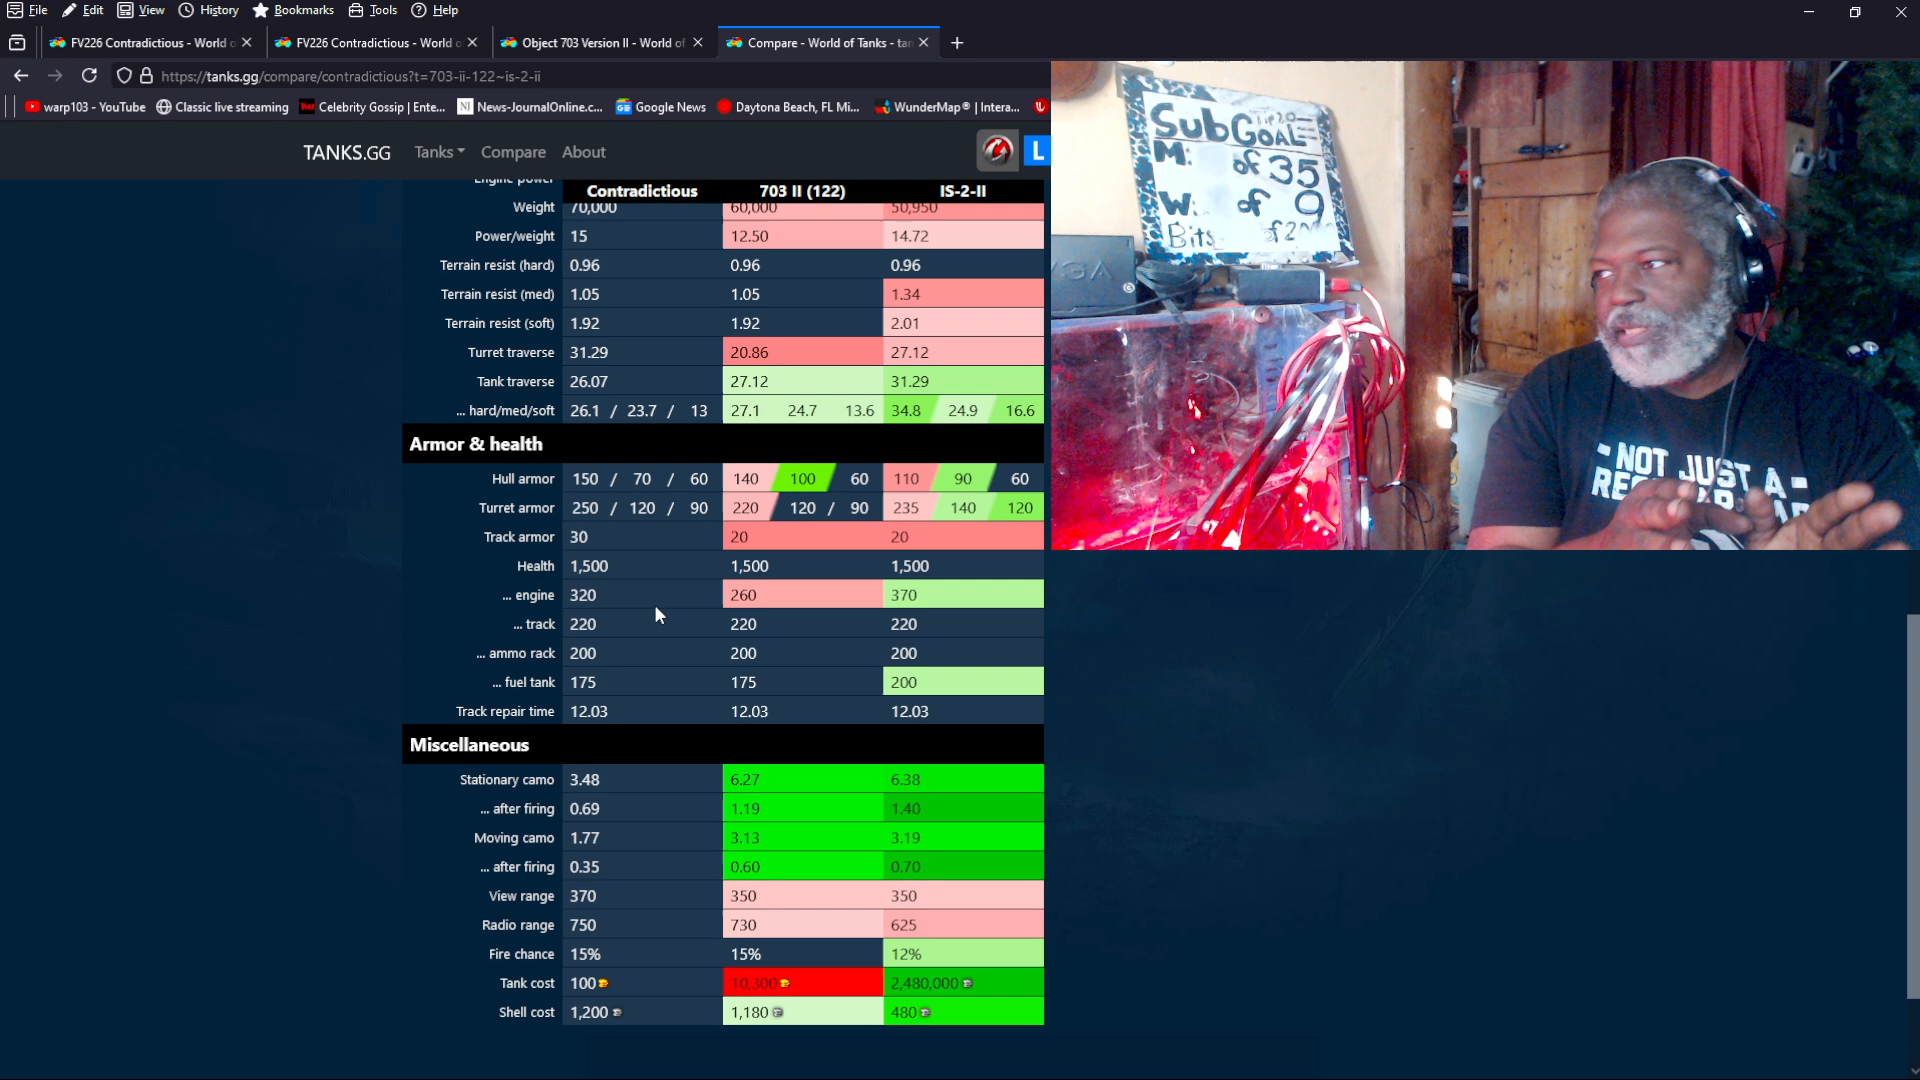 File Edit View History Bookmarks Tools Help
FV226 Contradictious - World o
FV226 Contradictious - World o
Object 703 Version II - World of
Compare - World of Tanks - tan
https://tanks.gg/compare/contradictious?t=703-ii-122~is-2-ii
warp103 - YouTube Classic live streaming Celebrity Gossip | Ente... News-JournalOnline.c... Google News Daytona Beach, FL Mi... WunderMap® | Intera...
TANKS.GG Tanks Compare About L
Engine power Contradictious 703 II (122) IS-2-II
Weight 70,000 60,000 50,950
Power/weight 15 12.50 14.72
Terrain resist (hard) 0.96 0.96 0.96
Terrain resist (med) 1.05 1.05 1.34
Terrain resist (soft) 1.92 1.92 2.01
Turret traverse 31.29 20.86 27.12
Tank traverse 26.07 27.12 31.29
... hard/med/soft 26.1 / 23.7 / 13 27.1 24.7 13.6 34.8 24.9 16.6
Armor & health
Hull armor 150 / 70 / 60 140 100 60 110 90 60
Turret armor 250 / 120 / 90 220 120 / 90 235 140 120
Track armor 30 20 20
Health 1,500 1,500 1,500
... engine 320 260 370
... track 220 220 220
... ammo rack 200 200 200
... fuel tank 175 175 200
Track repair time 12.03 12.03 12.03
Miscellaneous
Stationary camo 3.48 6.27 6.38
... after firing 0.69 1.19 1.40
Moving camo 1.77 3.13 3.19
... after firing 0.35 0.60 0.70
View range 370 350 350
Radio range 750 730 625
Fire chance 15% 15% 12%
Tank cost 100 10,300 2,480,000
Shell cost 1,200 1,180 480
SubGOAL
M: of 35
W: of 9
Bits
- NOT JUST A -